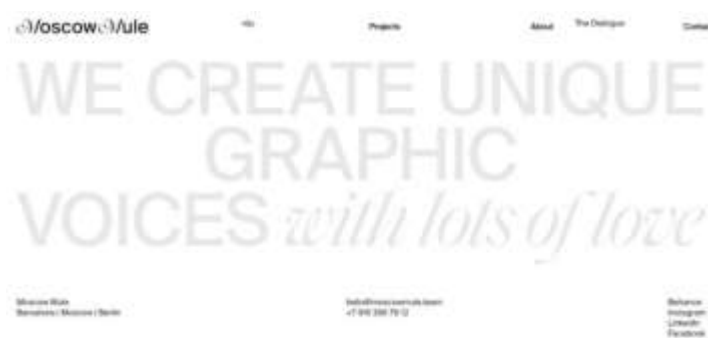 MoscowMule
Projects
About
The Dialogue
WE CREATE UNIQUE
GRAPHIC
VOICES with lots of love
Moscow Mule
Barcelona / Moscow / Berlin
Behance
Instagram
LinkedIn
Facebook